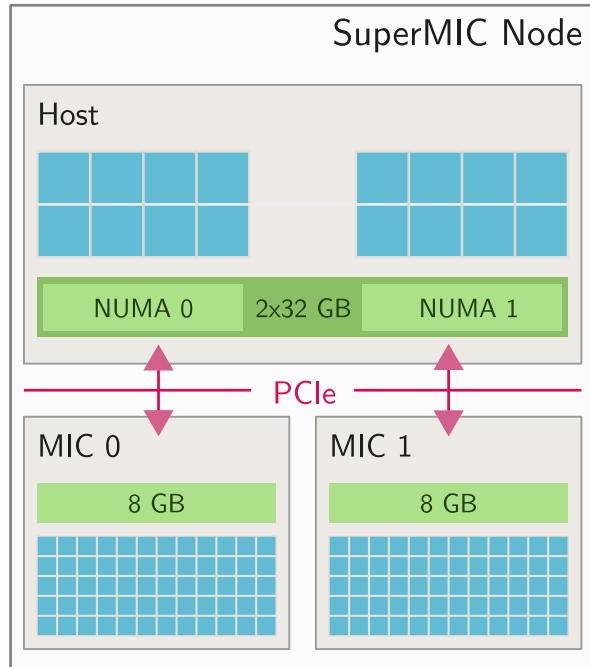 SuperMIC Node
Host
NUMA 0 2x32 GB NUMA 1
PCIe
MIC 0 MIC 1
8 GB 8 GB